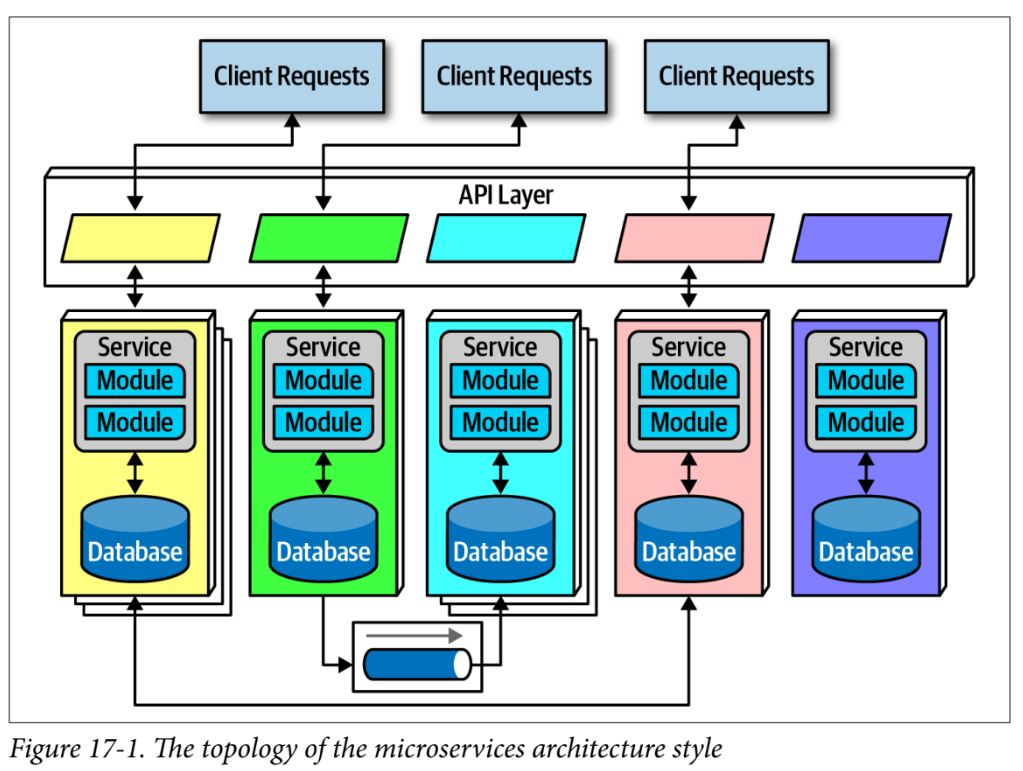 Client Requests
Client Requests
Client Requests
API Layer
Service
Module
Module
Database
Service
Module
Module
Database
Service
Module
Module
Database
Service
Module
Module
Database
Service
Module
Module
Database
Figure 17-1. The topology of the microservices architecture style